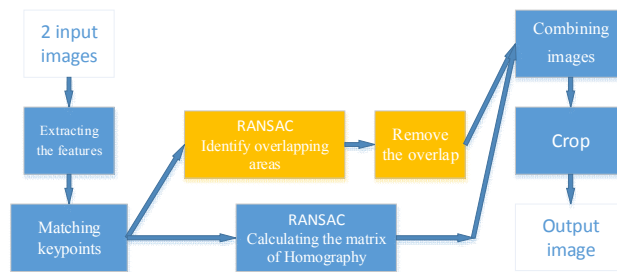 2 input
images
Extracting
the features
Matching
keypoints
RANSAC
Identify overlapping
areas
Remove
the overlap
RANSAC
Calculating the matrix
of Homography
Combining
images
Crop
Output
image